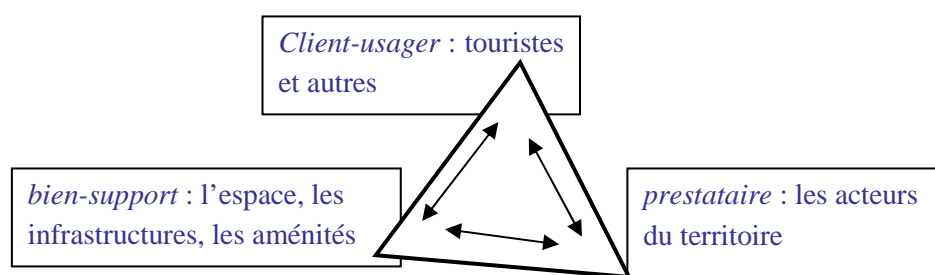 Client-usager : touristes
et autres
bien-support : l’espace, les
infrastructures, les aménités
prestataire : les acteurs
du territoire